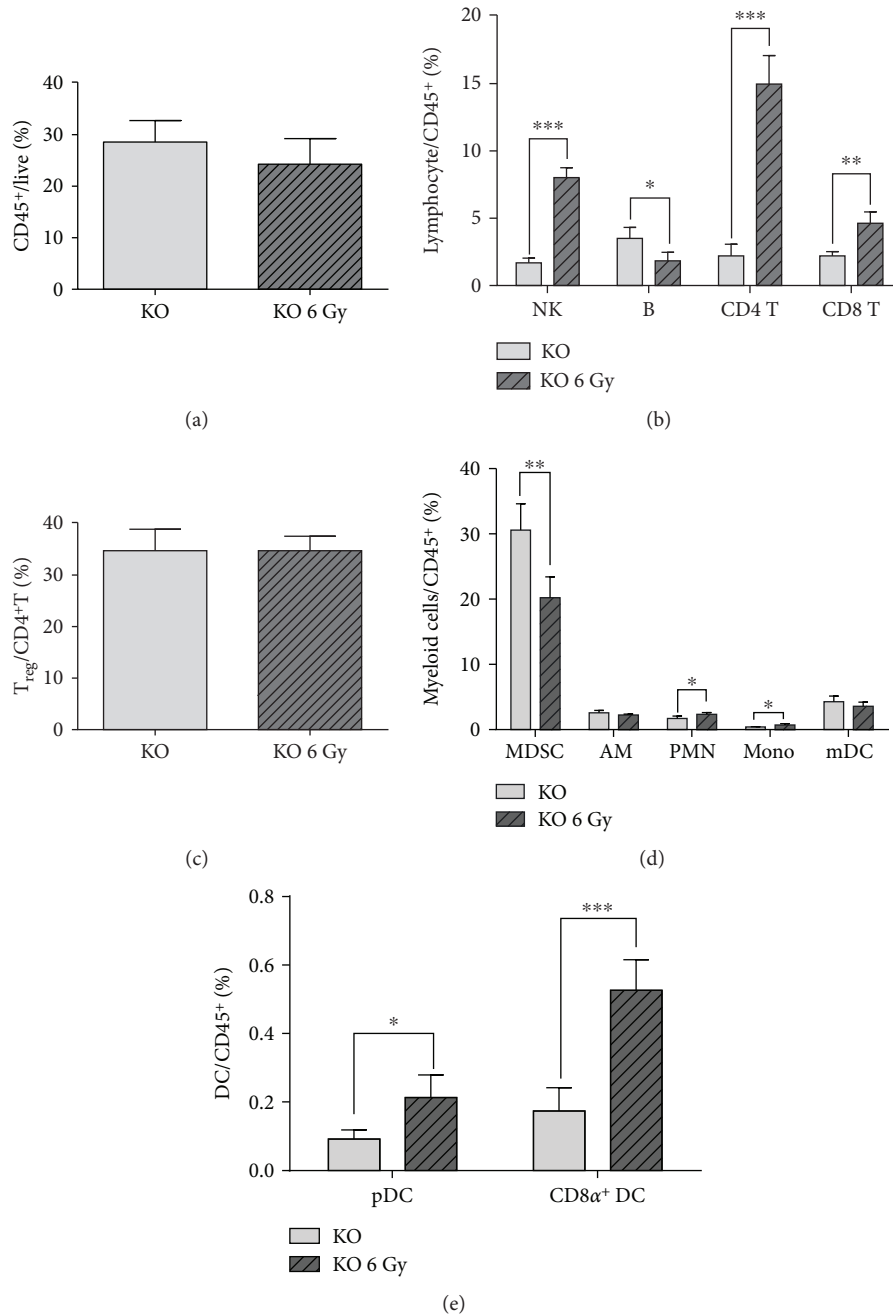 40
30
20
10
0
CD45⁺/live (%)
KO
KO 6 Gy
(a)
20
15
10
5
0
Lymphocyte/CD45⁺ (%)
***
*
***
**
NK
B
CD4 T
CD8 T
KO
KO 6 Gy
(b)
40
30
20
10
0
T_reg/CD4⁺T (%)
KO
KO 6 Gy
(c)
40
30
20
10
0
Myeloid cells/CD45⁺ (%)
**
*
*
MDSC
AM
PMN
Mono
mDC
KO
KO 6 Gy
(d)
0.8
0.6
0.4
0.2
0.0
DC/CD45⁺ (%)
*
***
pDC
CD8α⁺ DC
KO
KO 6 Gy
(e)